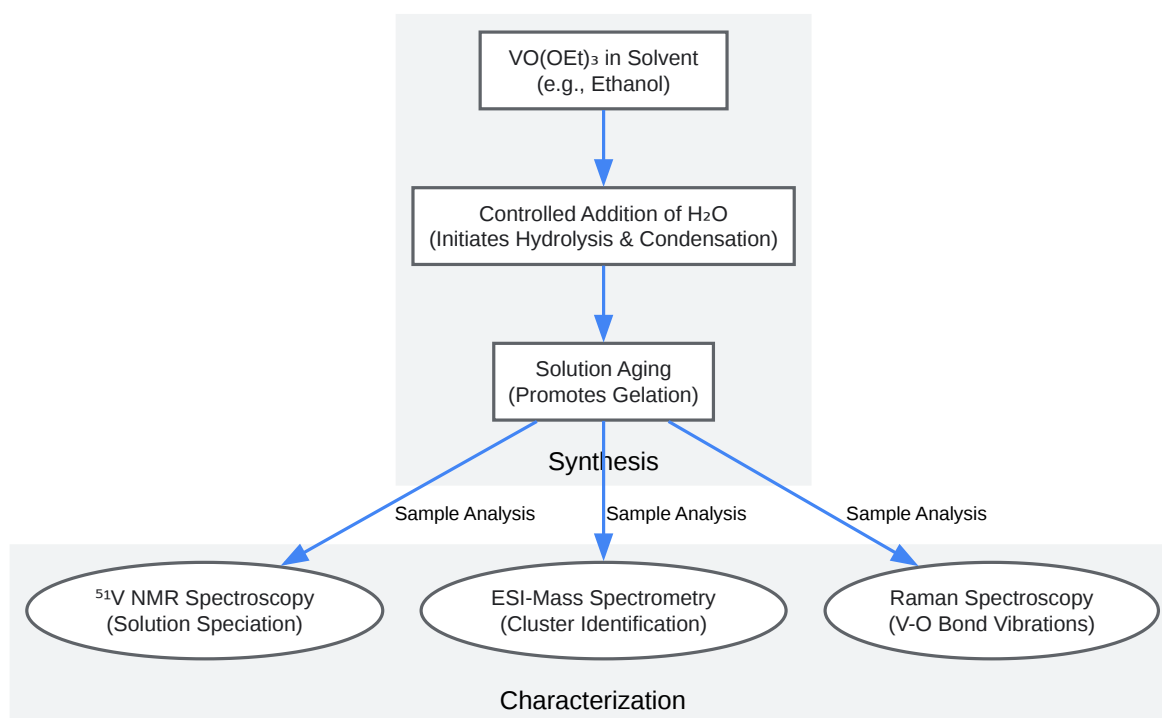 VO(OEt)₃ in Solvent
(e.g., Ethanol)
Controlled Addition of H₂O
(Initiates Hydrolysis & Condensation)
Solution Aging
(Promotes Gelation)
Synthesis
Sample Analysis
Sample Analysis
Sample Analysis
⁵¹V NMR Spectroscopy
(Solution Speciation)
ESI-Mass Spectrometry
(Cluster Identification)
Raman Spectroscopy
(V-O Bond Vibrations)
Characterization